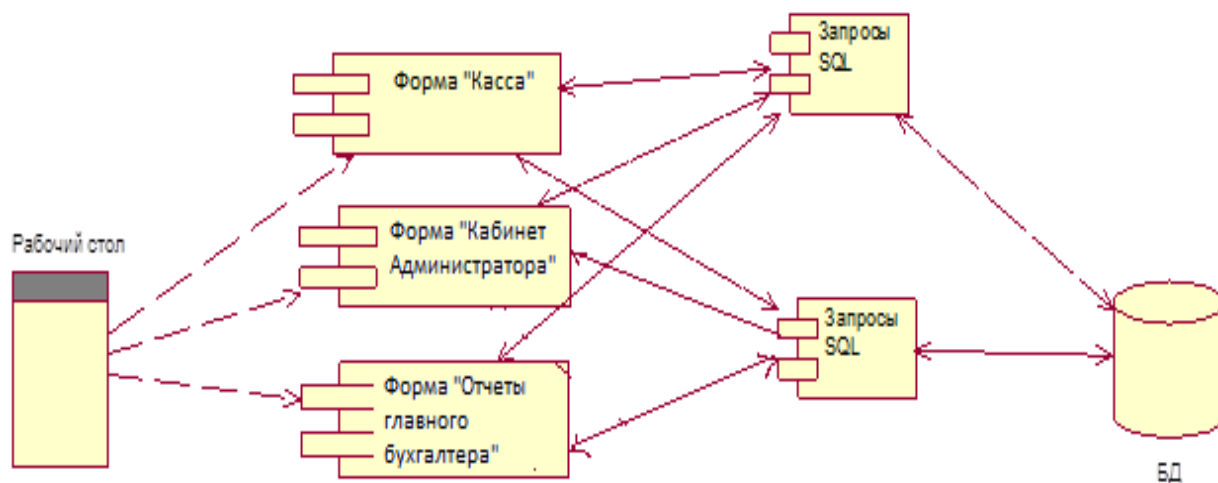 Рабочий стол
Форма "Касса"
Форма "Кабинет
Администратора"
Форма "Отчеты
главного
бухгалтера"
Запросы
SQL
Запросы
SQL
БД